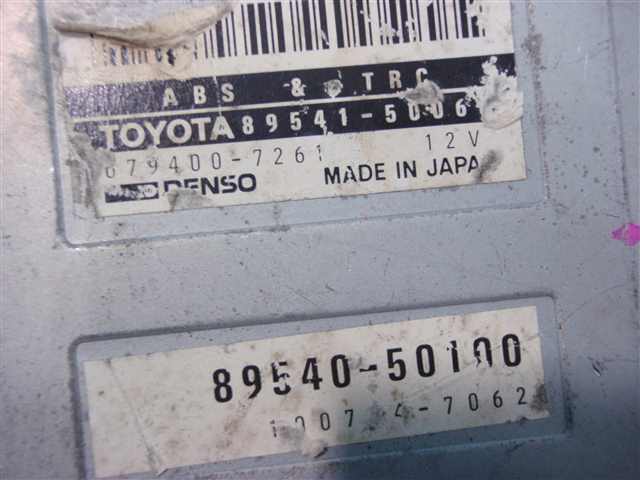 ABS & TRC
TOYOTA 89541-5006
079400-7261 12V
DENSO MADE IN JAPA
89540-50100